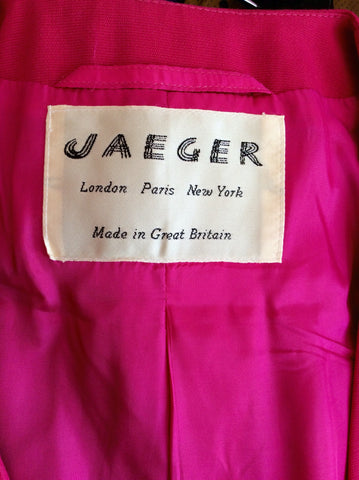 JAEGER
London Paris New York
Made in Great Britain